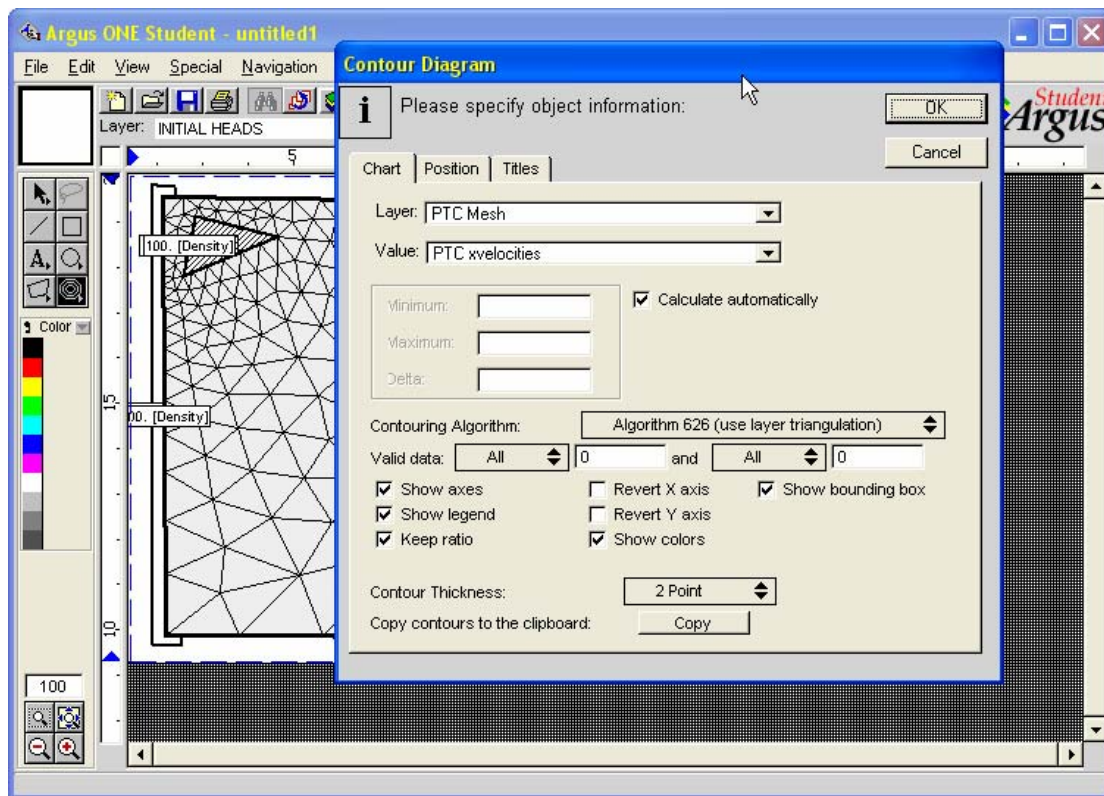 Argus ONE Student - untitled1
File Edit View Special Navigation
Layer: INITIAL HEADS
Student
Argus
5
15
10
100. [Density]
00. [Density]
Color
100
Contour Diagram
i Please specify object information:
OK
Cancel
Chart Position Titles
Layer: PTC Mesh
Value: PTC xvelocities
Minimum:
Maximum:
Delta:
Calculate automatically
Contouring Algorithm: Algorithm 626 (use layer triangulation)
Valid data: All 0 and All 0
Show axes Revert X axis Show bounding box
Show legend Revert Y axis
Keep ratio Show colors
Contour Thickness: 2 Point
Copy contours to the clipboard: Copy